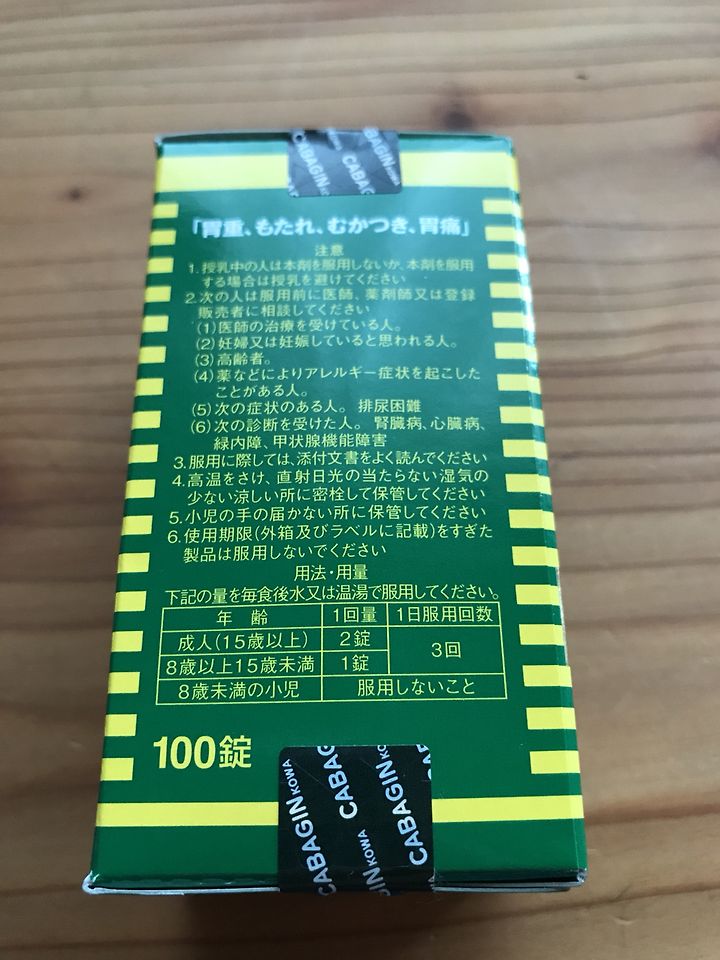 CABAGIN KOWA
CABAGIN
「胃重、もたれ、むかつき、胃痛」
注意
1.授乳中の人は本剤を服用しないか、本剤を服用
する場合は授乳を避けてください
2.次の人は服用前に医師、薬剤師又は登録
販売者に相談してください
(1)医師の治療を受けている人。
(2)妊婦又は妊娠していると思われる人。
(3)高齢者。
(4)薬などによりアレルギー症状を起こした
ことがある人。
(5)次の症状のある人。 排尿困難
(6)次の診断を受けた人。 腎臓病、心臓病、
緑内障、甲状腺機能障害
3.服用に際しては、添付文書をよく読んでください
4.高温をさけ、直射日光の当たらない湿気の
少ない涼しい所に密栓して保管してください
5.小児の手の届かない所に保管してください
6.使用期限(外箱及びラベルに記載)をすぎた
製品は服用しないでください
用法・用量
下記の量を毎食後水又は温湯で服用してください。
年 齢 1回量 1日服用回数
成人(15歳以上) 2錠 3回
8歳以上15歳未満 1錠
8歳未満の小児 服用しないこと
100錠
CABAGIN KOWA
CABAGIN KOWA
CABAGIN